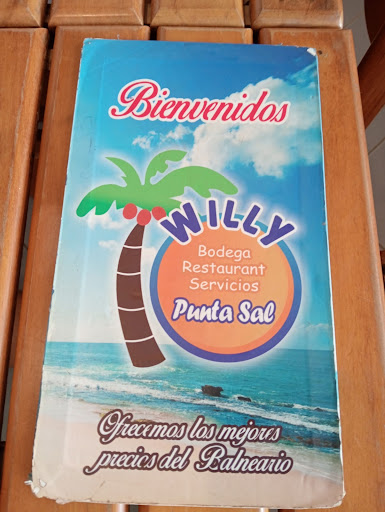 Bienvenidos
WILLY
Bodega
Restaurant
Servicios
Punta Sal
Ofrecemos los mejores
precios del Balneario